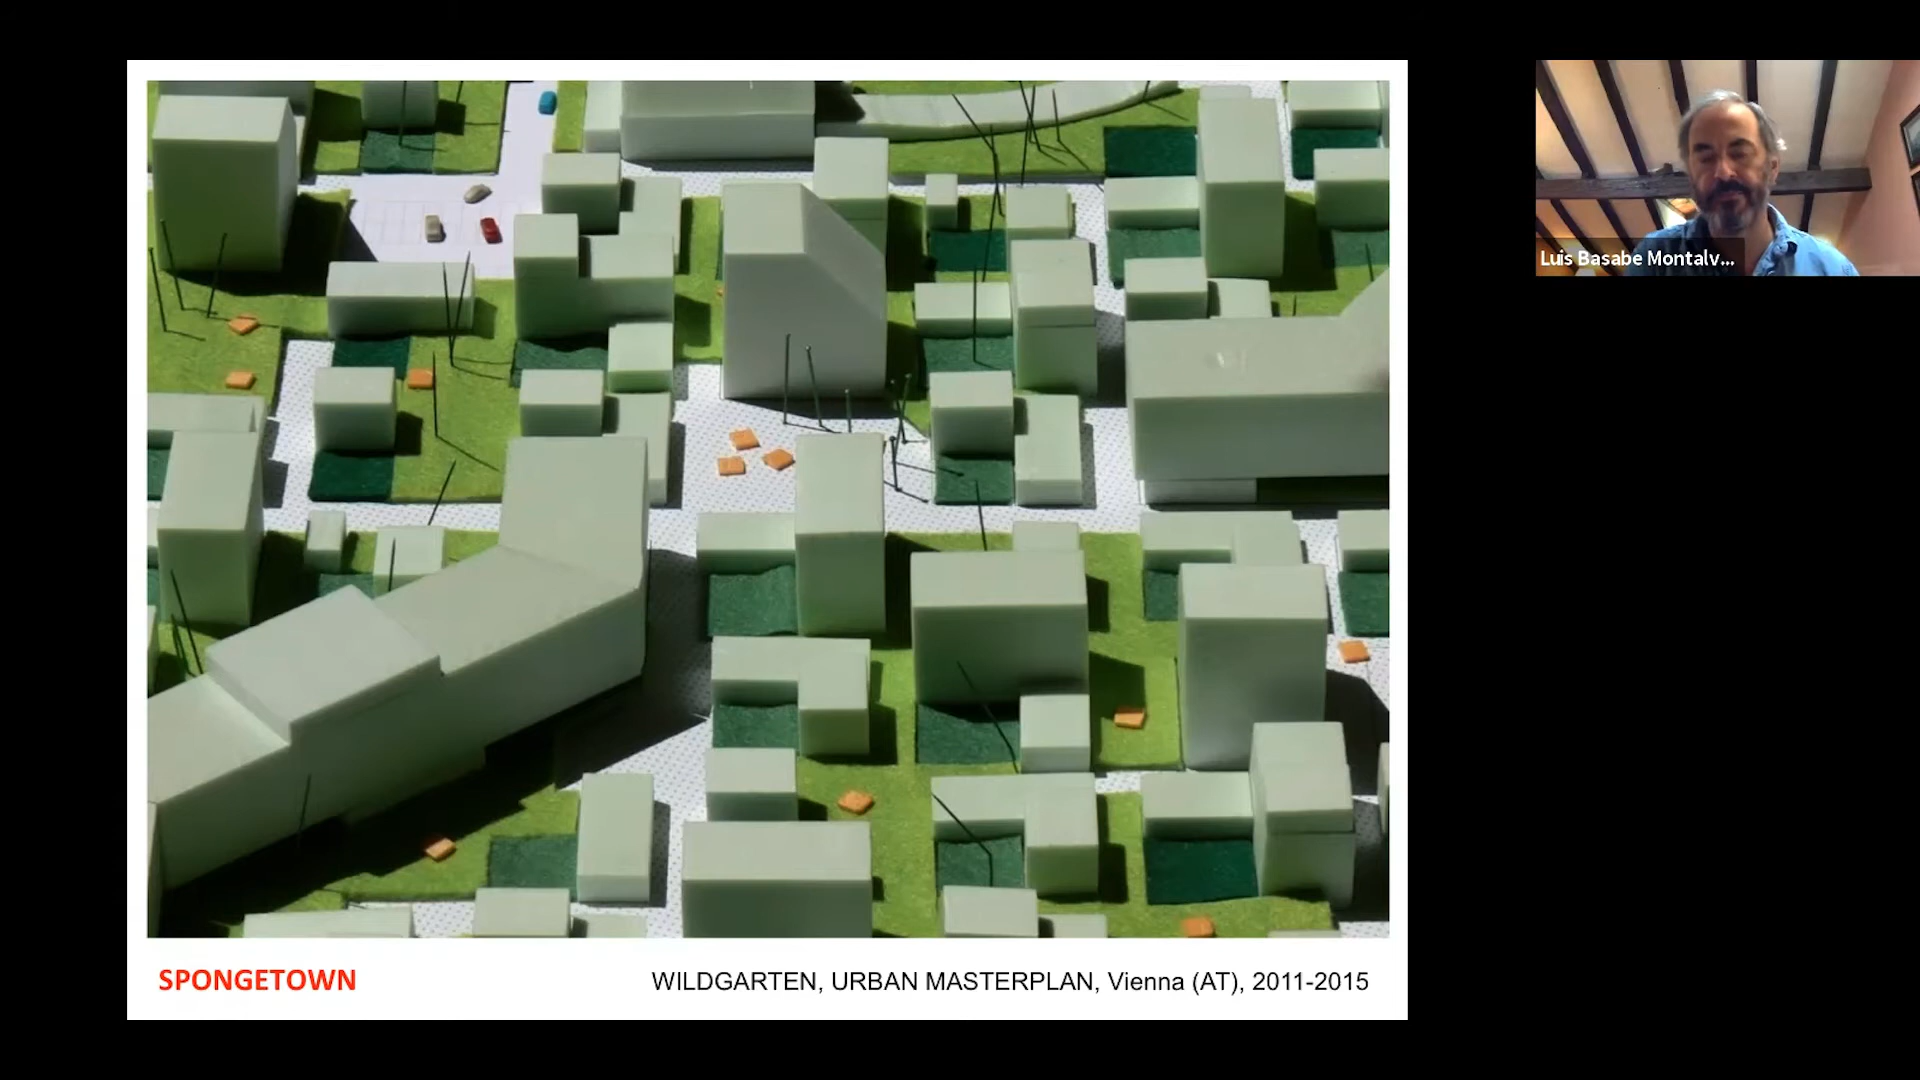 Luis Basabe Montalv...
SPONGETOWN
WILDGARTEN, URBAN MASTERPLAN, Vienna (AT), 2011-2015